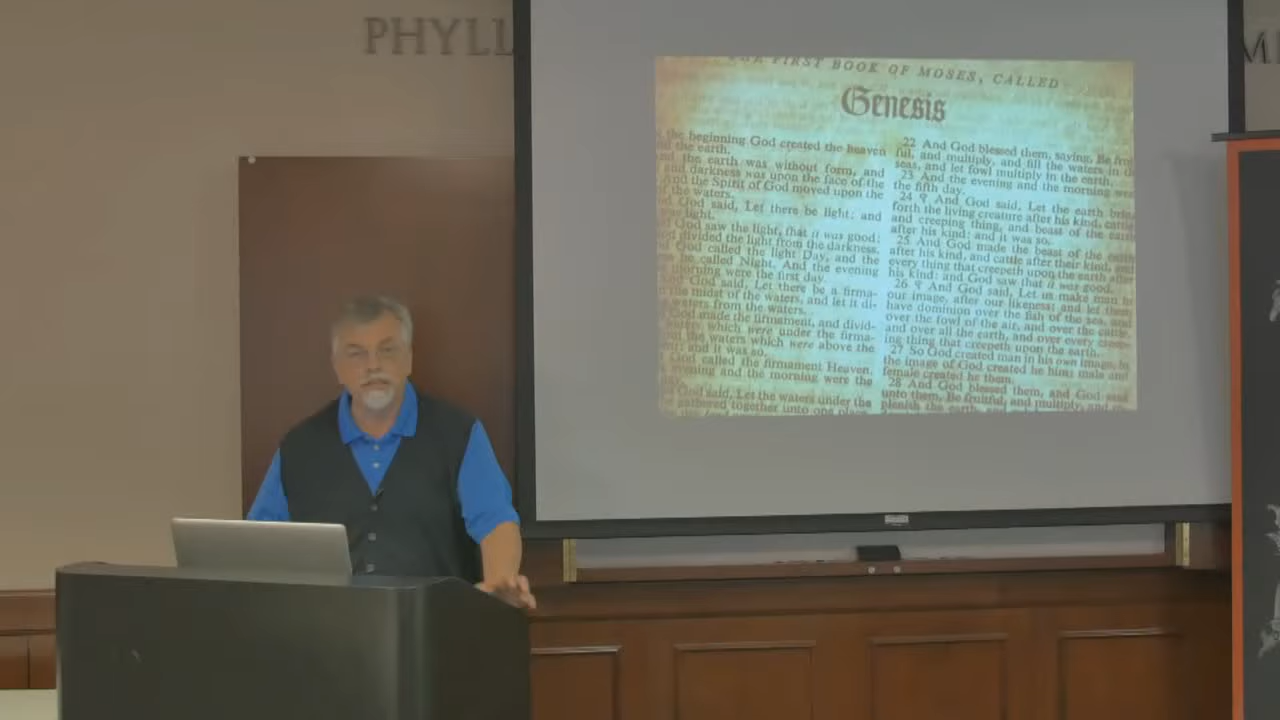 PHYLL
FIRST BOOK OF MOSES, CALLED
Genesis
the beginning God created the heaven
the earth.
the earth was without form, and
and darkness was upon the face of the
the Spirit of God moved upon the
the waters.
God said, Let there be light: and
light.
God saw the light, that it was good:
divided the light from the darkness.
God called the light Day, and the
he called Night. And the evening
morning were the first day.
God said, Let there be a firma-
the midst of the waters, and let it di-
waters from the waters.
God made the firmament, and divid-
waters which were under the firma-
the waters which were above the
and it was so.
God called the firmament Heaven.
evening and the morning were the
God said, Let the waters under the
gathered together unto one place
22 And God blessed them, saying, Be
ful, and multiply, and fill the waters in
seas, and let fowl multiply in the earth.
23 And the evening and the morning
the fifth day.
24 ¶ And God said, Let the earth
forth the living creature after his kind,
and creeping thing, and beast of the earth
after his kind: and it was so.
25 And God made the beast of the earth
after his kind, and cattle after their kind, and
every thing that creepeth upon the earth after
his kind: and God saw that it was good.
26 ¶ And God said, Let us make man
our image, after our likeness: and let them
have dominion over the fish of the sea, and
over the fowl of the air, and over the cattle,
and over all the earth, and over every
ing thing that creepeth upon the earth.
27 So God created man in his own image,
the image of God created he him; male and
female created he them.
28 And God blessed them, and God said
unto them, Be fruitful, and multiply, and
plenish the earth,